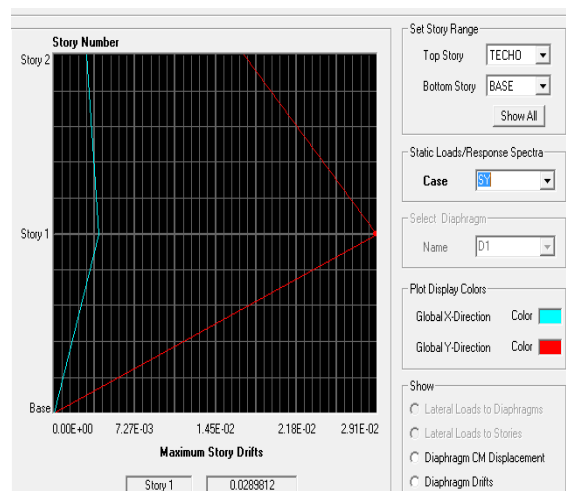 Story Number
Story 2
Story 1
Base
0.00E+00 7.27E-03 1.45E-02 2.18E-02 2.91E-02
Maximum Story Drifts
Story 1 0.0289812
Set Story Range
Top Story TECHO
Bottom Story BASE
Show All
Static Loads/Response Spectra
Case SY
Select Diaphragm
Name D1
Plot Display Colors
Global X-Direction Color
Global Y-Direction Color
Show
Lateral Loads to Diaphragms
Lateral Loads to Stories
Diaphragm CM Displacement
Diaphragm Drifts